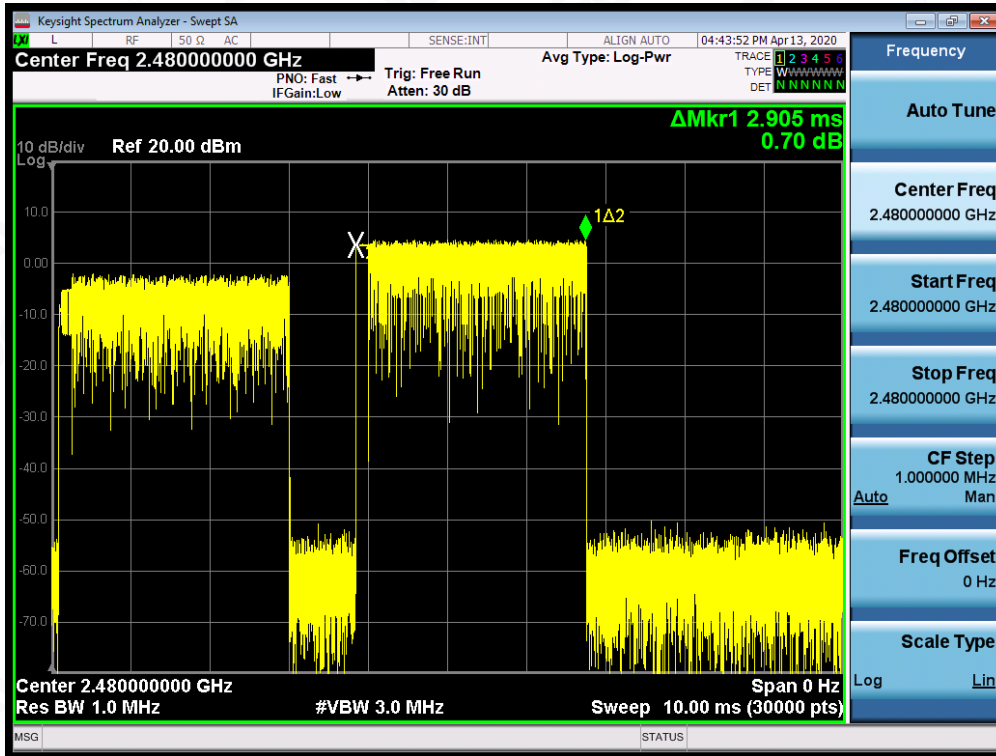 Keysight Spectrum Analyzer - Swept SA
LXI L RF 50 Ω AC SENSE:INT ALIGN AUTO 04:43:52 PM Apr 13, 2020
Center Freq 2.480000000 GHz
PNO: Fast
IFGain:Low
Trig: Free Run
Atten: 30 dB
Avg Type: Log-Pwr
TRACE 1 2 3 4 5 6
TYPE WWWWWW
DET N N N N N N
ΔMkr1 2.905 ms
0.70 dB
10 dB/div Ref 20.00 dBm
Log
10.0
0.00
-10.0
-20.0
-30.0
-40.0
-50.0
-60.0
-70.0
1Δ2
Center 2.480000000 GHz Span 0 Hz
Res BW 1.0 MHz #VBW 3.0 MHz Sweep 10.00 ms (30000 pts)
MSG STATUS
Frequency
Auto Tune
Center Freq
2.480000000 GHz
Start Freq
2.480000000 GHz
Stop Freq
2.480000000 GHz
CF Step
1.000000 MHz
Auto Man
Freq Offset
0 Hz
Scale Type
Log Lin